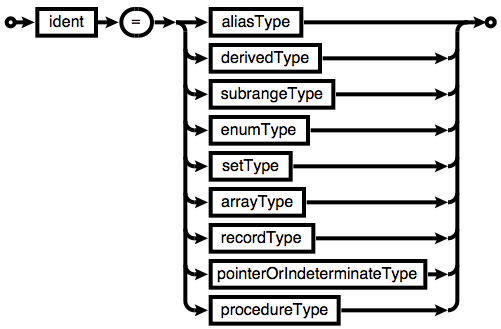 ident = aliasType
derivedType
subrangeType
enumType
setType
arrayType
recordType
pointerOrIndeterminateType
procedureType